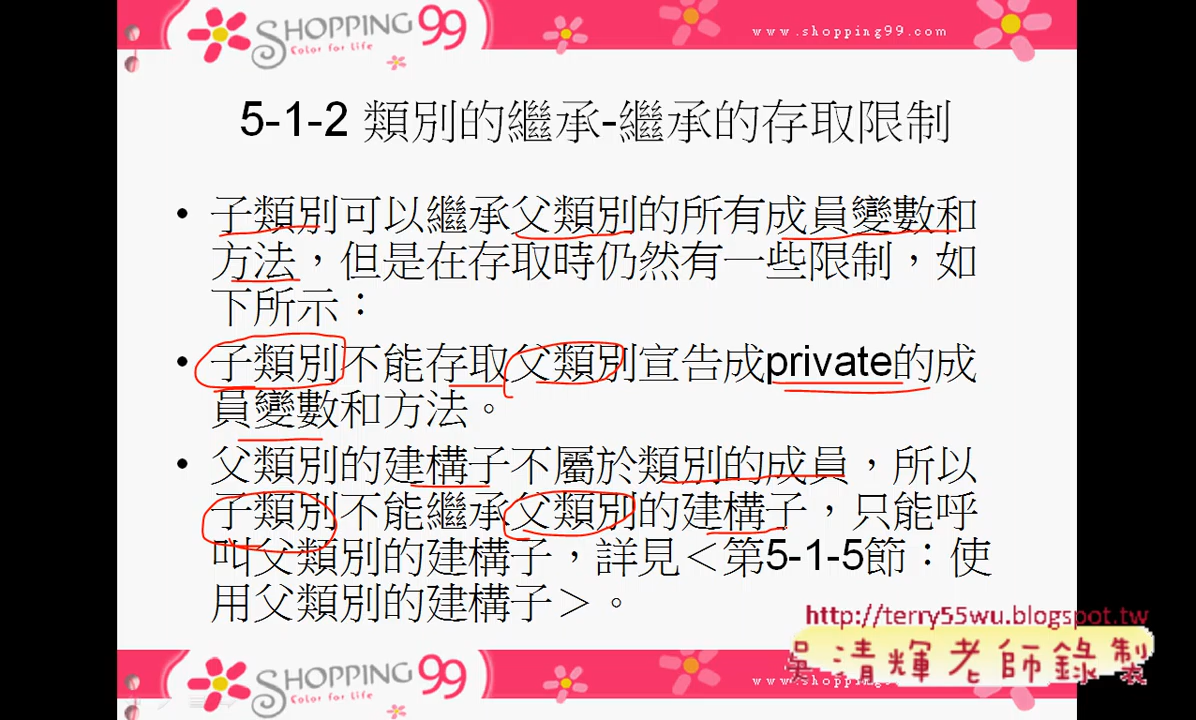 SHOPPING 99
Color for Life
www.shopping99.com
5-1-2 類別的繼承-繼承的存取限制
• 子類別可以繼承父類別的所有成員變數和
方法，但是在存取時仍然有一些限制，如
下所示：
• 子類別不能存取父類別宣告成private的成
員變數和方法。
• 父類別的建構子不屬於類別的成員，所以
子類別不能繼承父類別的建構子，只能呼
叫父類別的建構子，詳見＜第5-1-5節：使
用父類別的建構子＞。
http://terry55wu.blogspot.tw
吳清輝老師錄製
SHOPPING 99
Color for Life